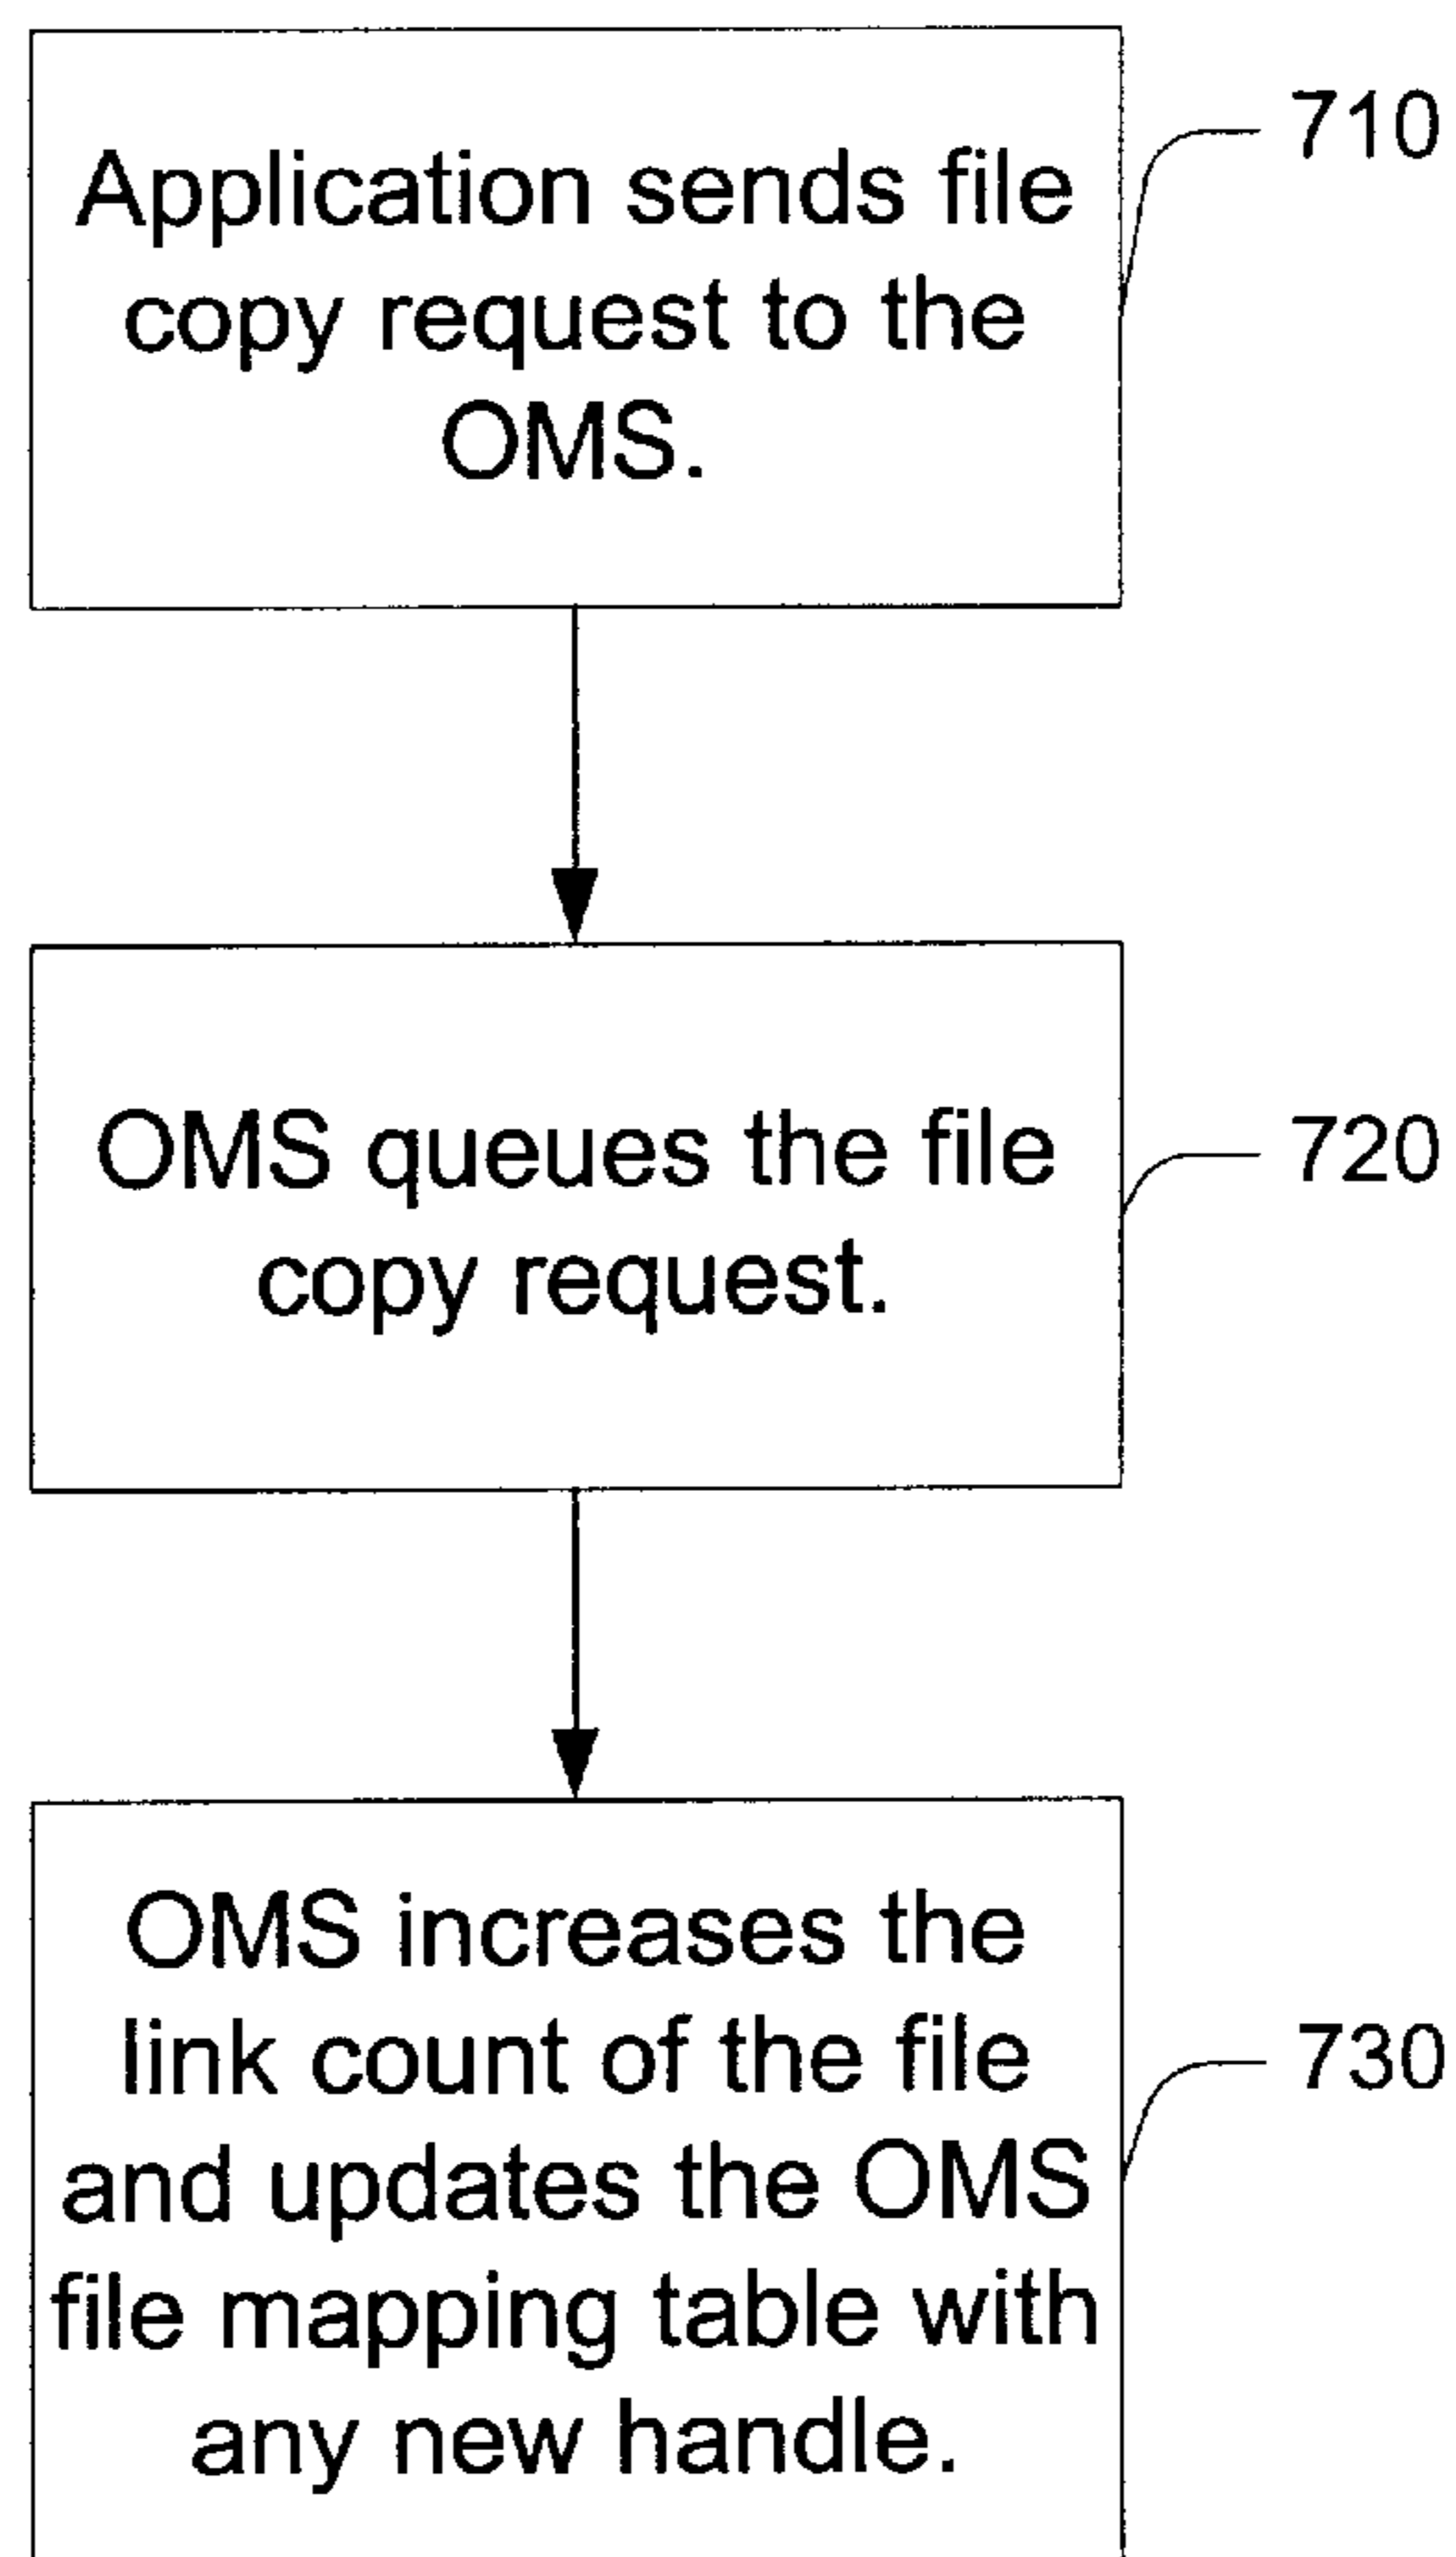 Application sends file
copy request to the
OMS.
710
OMS queues the file
copy request.
720
OMS increases the
link count of the file
and updates the OMS
file mapping table with
any new handle.
730